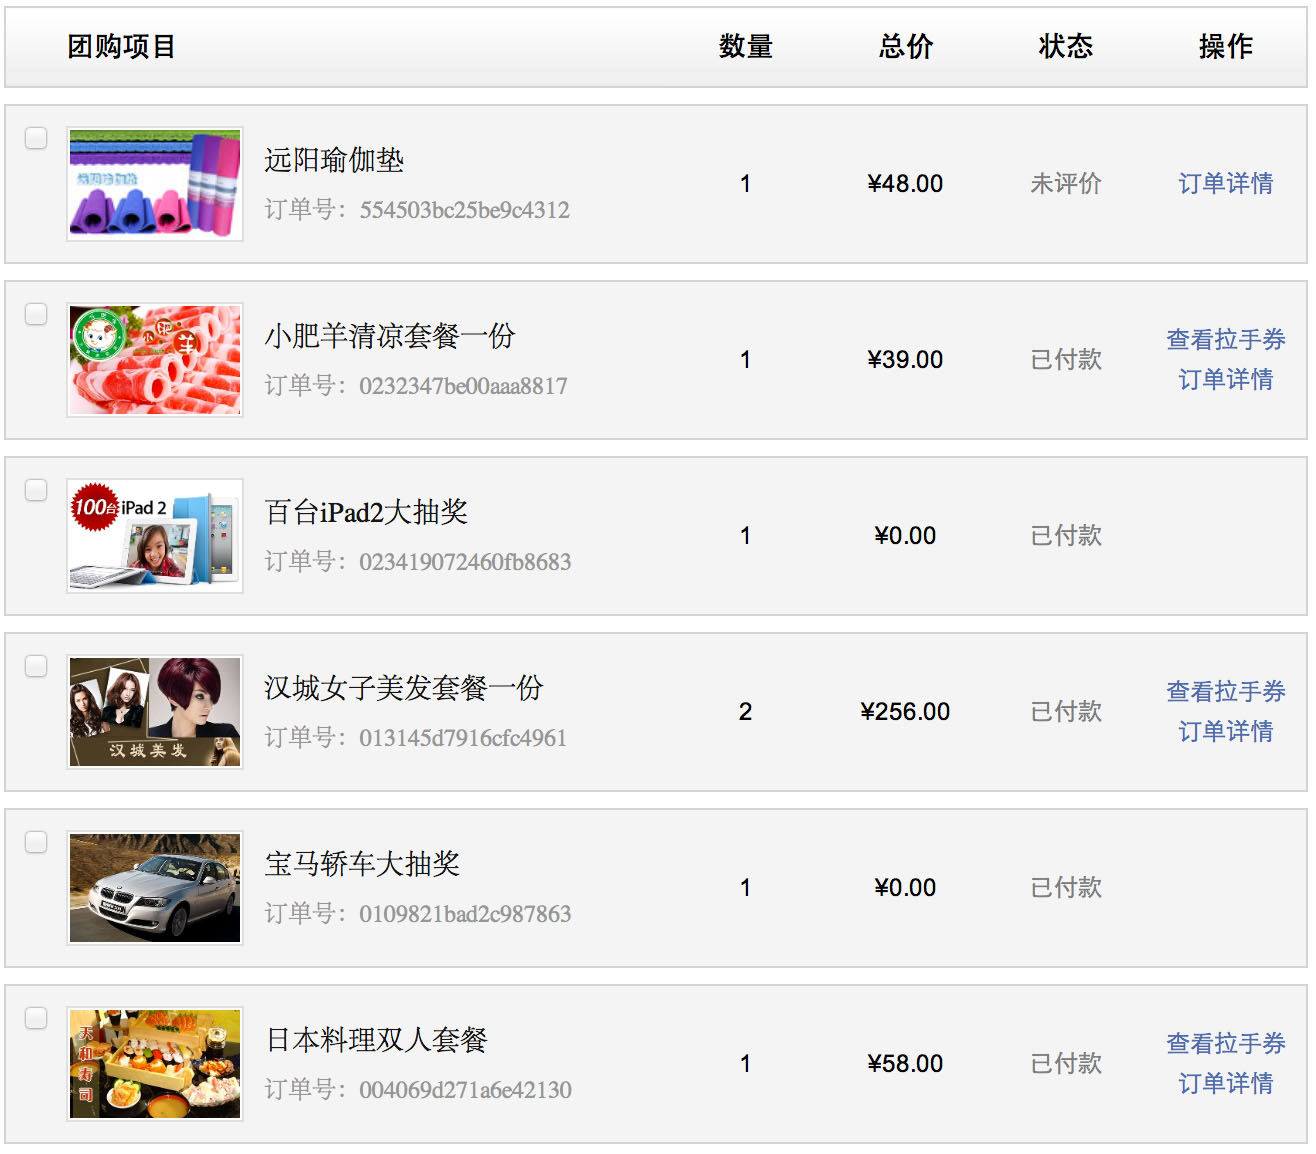 团购项目 数量 总价 状态 操作
远阳瑜伽垫
远阳瑜伽垫
订单号：554503bc25be9c4312
1 ¥48.00 未评价 订单详情
小肥羊
小肥羊清凉套餐一份
订单号：0232347be00aaa8817
1 ¥39.00 已付款 查看拉手券
订单详情
100台 iPad 2
百台iPad2大抽奖
订单号：023419072460fb8683
1 ¥0.00 已付款
汉城美发
汉城女子美发套餐一份
订单号：013145d7916cfc4961
2 ¥256.00 已付款 查看拉手券
订单详情
宝马轿车大抽奖
订单号：0109821bad2c987863
1 ¥0.00 已付款
天和寿司
日本料理双人套餐
订单号：004069d271a6e42130
1 ¥58.00 已付款 查看拉手券
订单详情